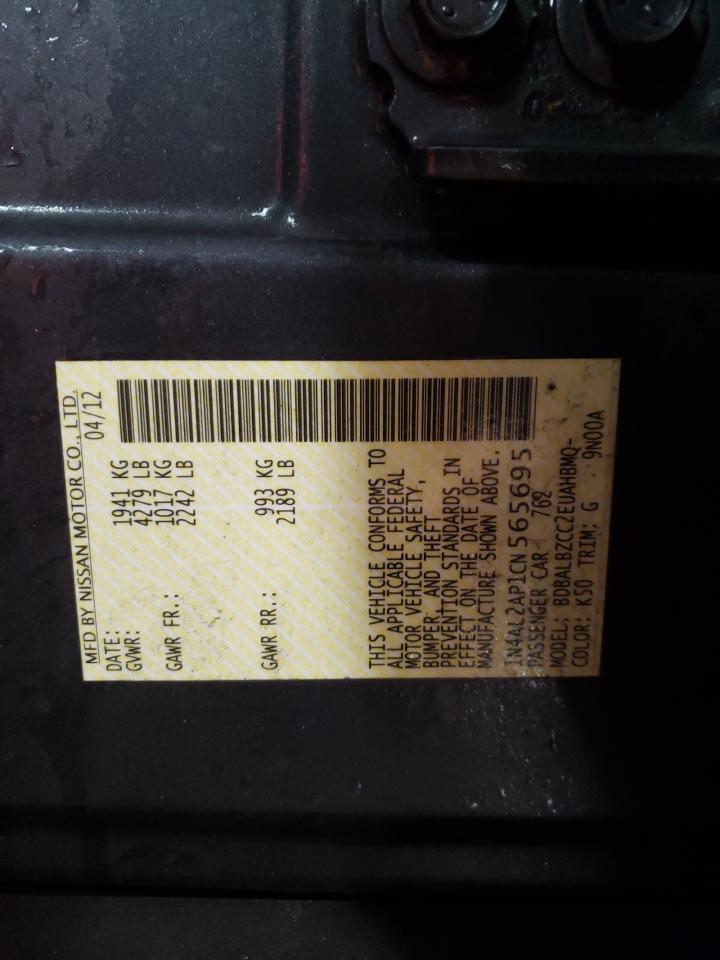 MFD BY NISSAN MOTOR CO., LTD.
DATE: 04/12
GVWR: 1941 KG
4279 LB
GAWR FR.: 1017 KG
2242 LB
GAWR RR.: 993 KG
2189 LB
THIS VEHICLE CONFORMS TO
ALL APPLICABLE FEDERAL
MOTOR VEHICLE SAFETY,
BUMPER, AND THEFT
PREVENTION STANDARDS IN
EFFECT ON THE DATE OF
MANUFACTURE SHOWN ABOVE.
1N4AL2AP1CN565695
PASSENGER CAR 762
MODEL: BDBALBZCC2EUAHBMQ-
COLOR: K50 TRIM: G 9N00A